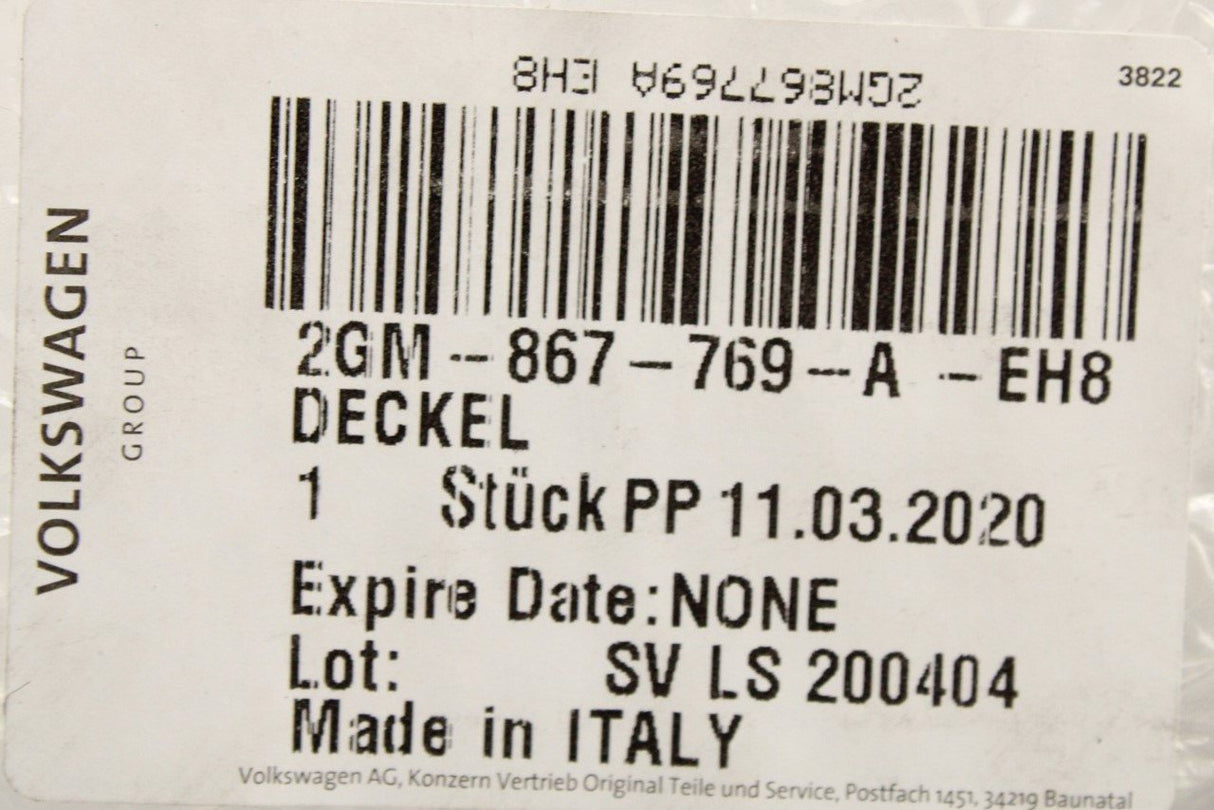 3822
2GM867769A EH8
2GM-867-769-A -EH8
DECKEL
1 Stück PP 11.03.2020
Expire Date:NONE
Lot: SV LS 200404
Made in ITALY
Volkswagen AG, Konzern Vertrieb Original Teile und Service, Postfach 1451, 34219 Baunatal
VOLKSWAGEN
GROUP